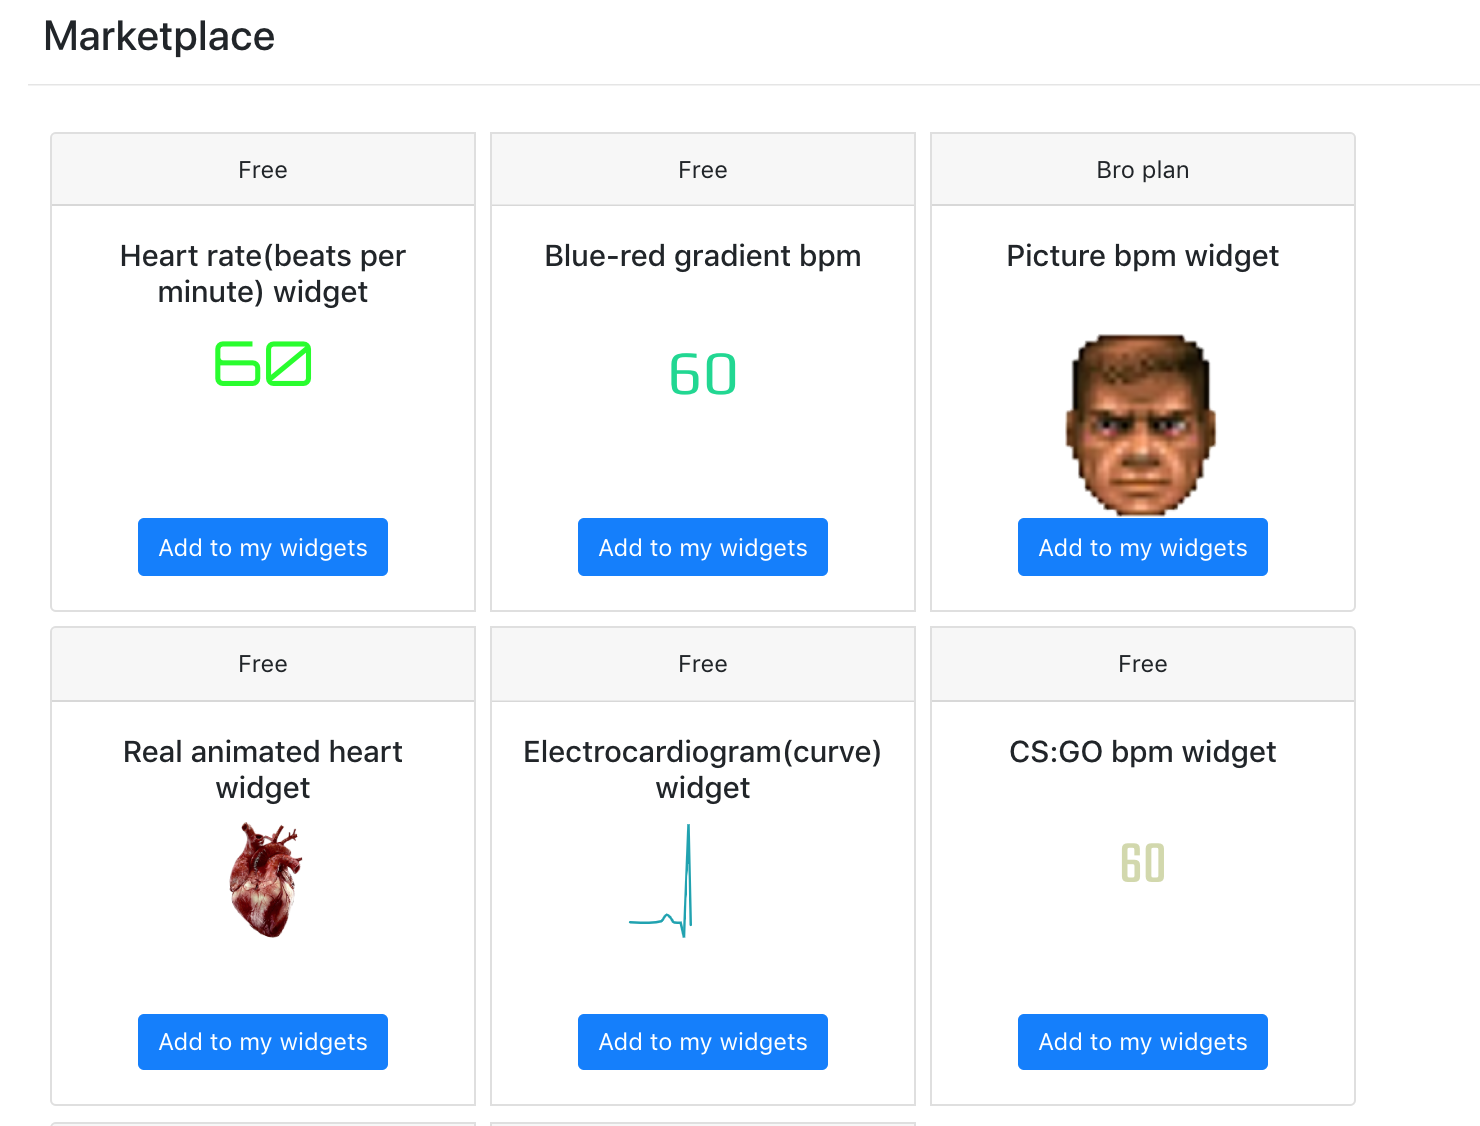 Marketplace
Free
Heart rate(beats per
minute) widget
60
Add to my widgets
Free
Blue-red gradient bpm
60
Add to my widgets
Bro plan
Picture bpm widget
Add to my widgets
Free
Real animated heart
widget
Add to my widgets
Free
Electrocardiogram(curve)
widget
Add to my widgets
Free
CS:GO bpm widget
60
Add to my widgets